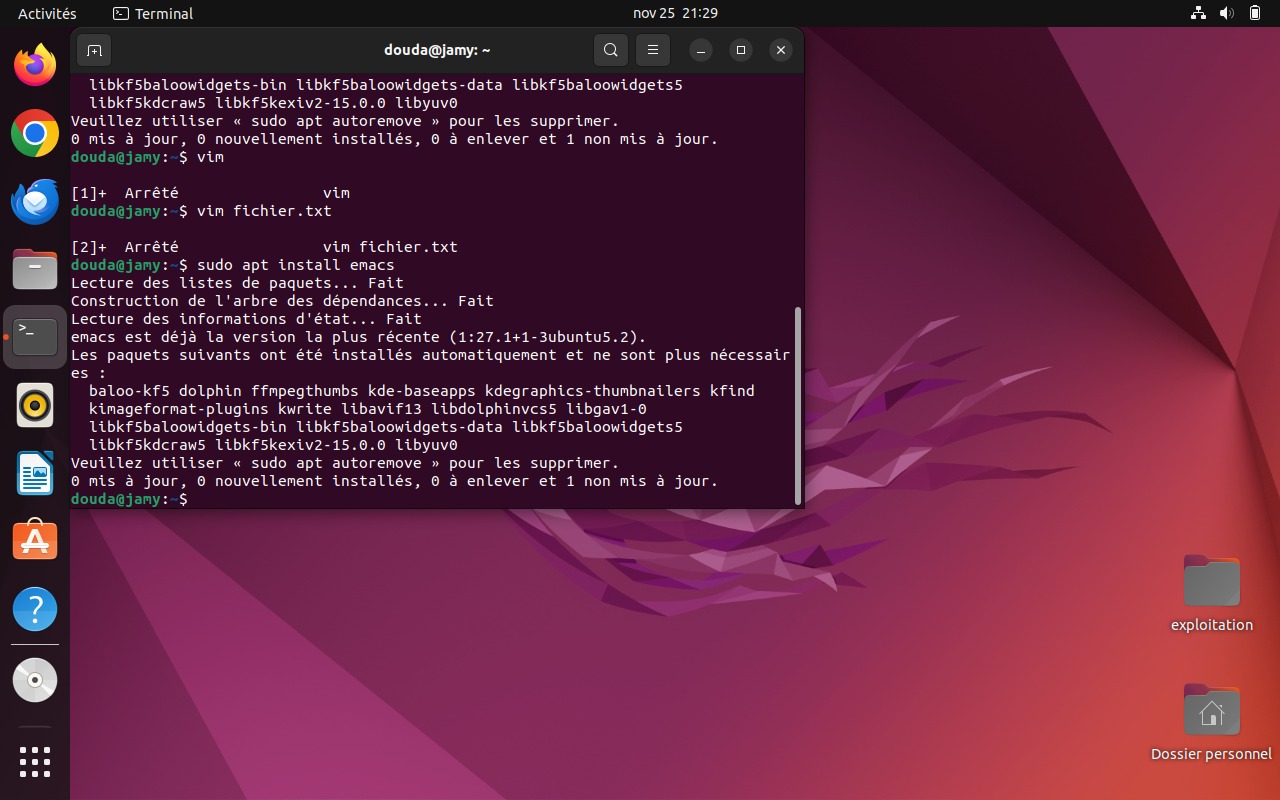 Activités
Terminal
nov 25 21:29
douda@jamy: ~
libkf5baloowidgets-bin libkf5baloowidgets-data libkf5baloowidgets5
libkf5kdcraw5 libkf5kexiv2-15.0.0 libyuv0
Veuillez utiliser « sudo apt autoremove » pour les supprimer.
0 mis à jour, 0 nouvellement installés, 0 à enlever et 1 non mis à jour.
douda@jamy:~$ vim
[1]+  Arrêté                vim
douda@jamy:~$ vim fichier.txt
[2]+  Arrêté                vim fichier.txt
douda@jamy:~$ sudo apt install emacs
Lecture des listes de paquets... Fait
Construction de l'arbre des dépendances... Fait
Lecture des informations d'état... Fait
emacs est déjà la version la plus récente (1:27.1+1-3ubuntu5.2).
Les paquets suivants ont été installés automatiquement et ne sont plus nécessair
es :
baloo-kf5 dolphin ffmpegthumbs kde-baseapps kdegraphics-thumbnailers kfind
kimageformat-plugins kwrite libavif13 libdolphinvcs5 libgav1-0
libkf5baloowidgets-bin libkf5baloowidgets-data libkf5baloowidgets5
libkf5kdcraw5 libkf5kexiv2-15.0.0 libyuv0
Veuillez utiliser « sudo apt autoremove » pour les supprimer.
0 mis à jour, 0 nouvellement installés, 0 à enlever et 1 non mis à jour.
douda@jamy:~$
exploitation
Dossier personnel